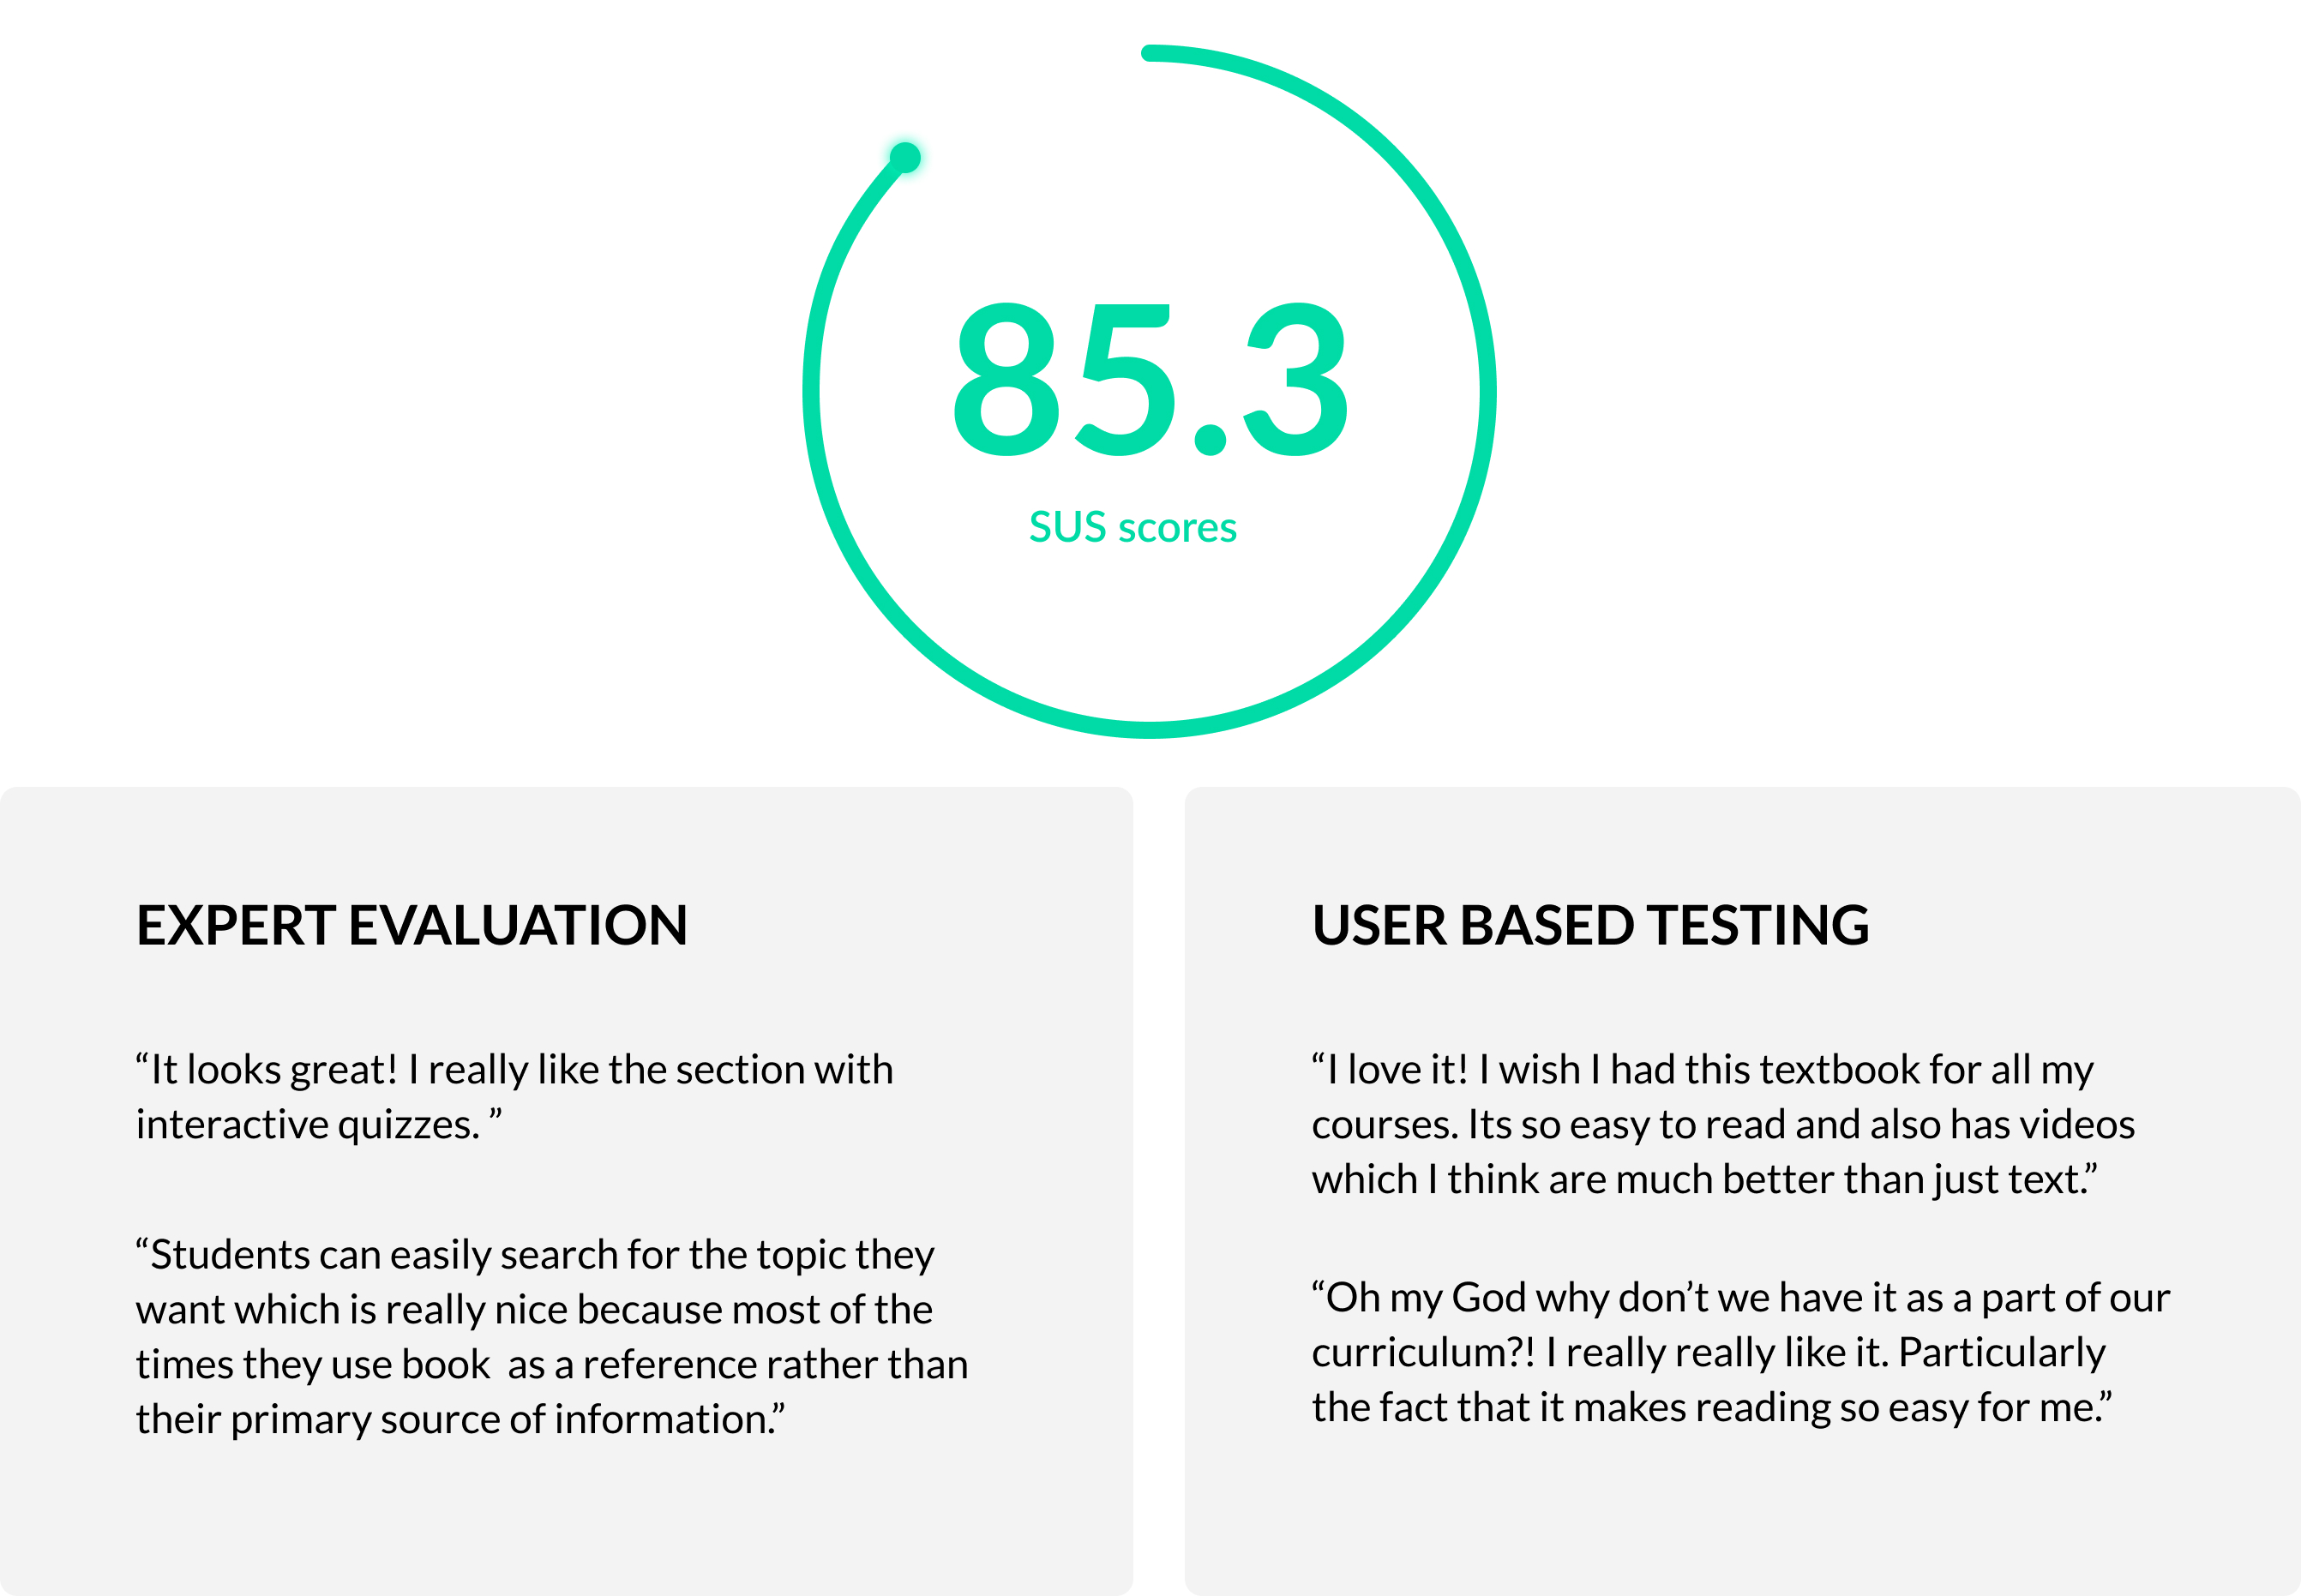 85.3
SUS scores
EXPERT EVALUATION
“It looks great! I really like the section with
interactive quizzes. ”
“Students can easily search for the topic they
want which is really nice because most of the
times they use book  as a reference rather than
their primary source of information.”
USER BASED TESTING
“I love it! I wish I had this textbook for all my
courses. Its so easy to read and also has videos
which I think are much better than just text.”
“Oh my God why don’t we have it as a part of our
curriculum?! I really really like it. Particularly
the fact that it makes reading so easy for me.”